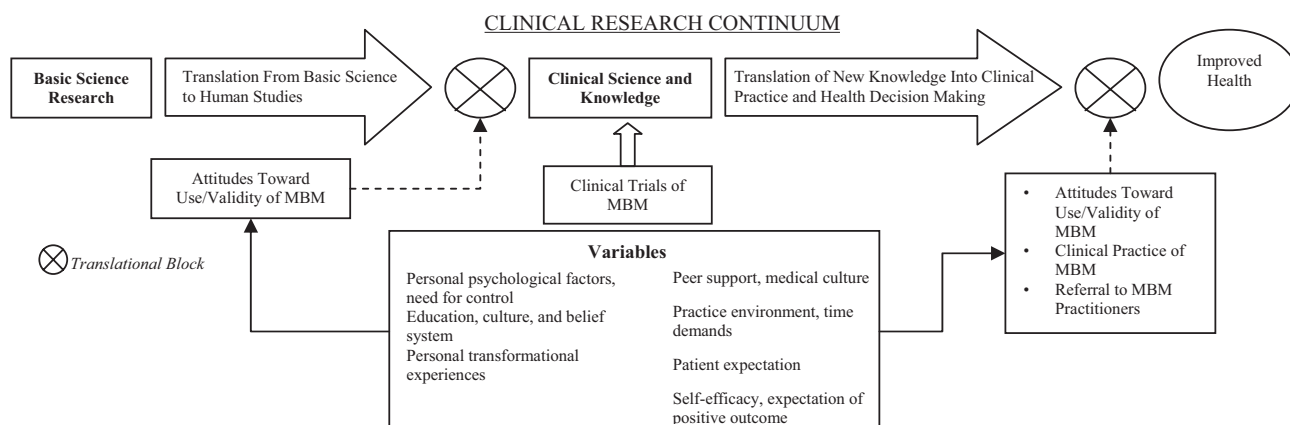 CLINICAL RESEARCH CONTINUUM
Basic Science
Research
Translation From Basic Science
to Human Studies
Clinical Science and
Knowledge
Translation of New Knowledge Into Clinical
Practice and Health Decision Making
Improved
Health
Attitudes Toward
Use/Validity of MBM
Clinical Trials of
MBM
• Attitudes Toward
Use/Validity of
MBM
• Clinical Practice of
MBM
• Referral to MBM
Practitioners
Translational Block
Variables
Personal psychological factors,
need for control
Education, culture, and belief
system
Personal transformational
experiences
Peer support, medical culture
Practice environment, time
demands
Patient expectation
Self-efficacy, expectation of
positive outcome